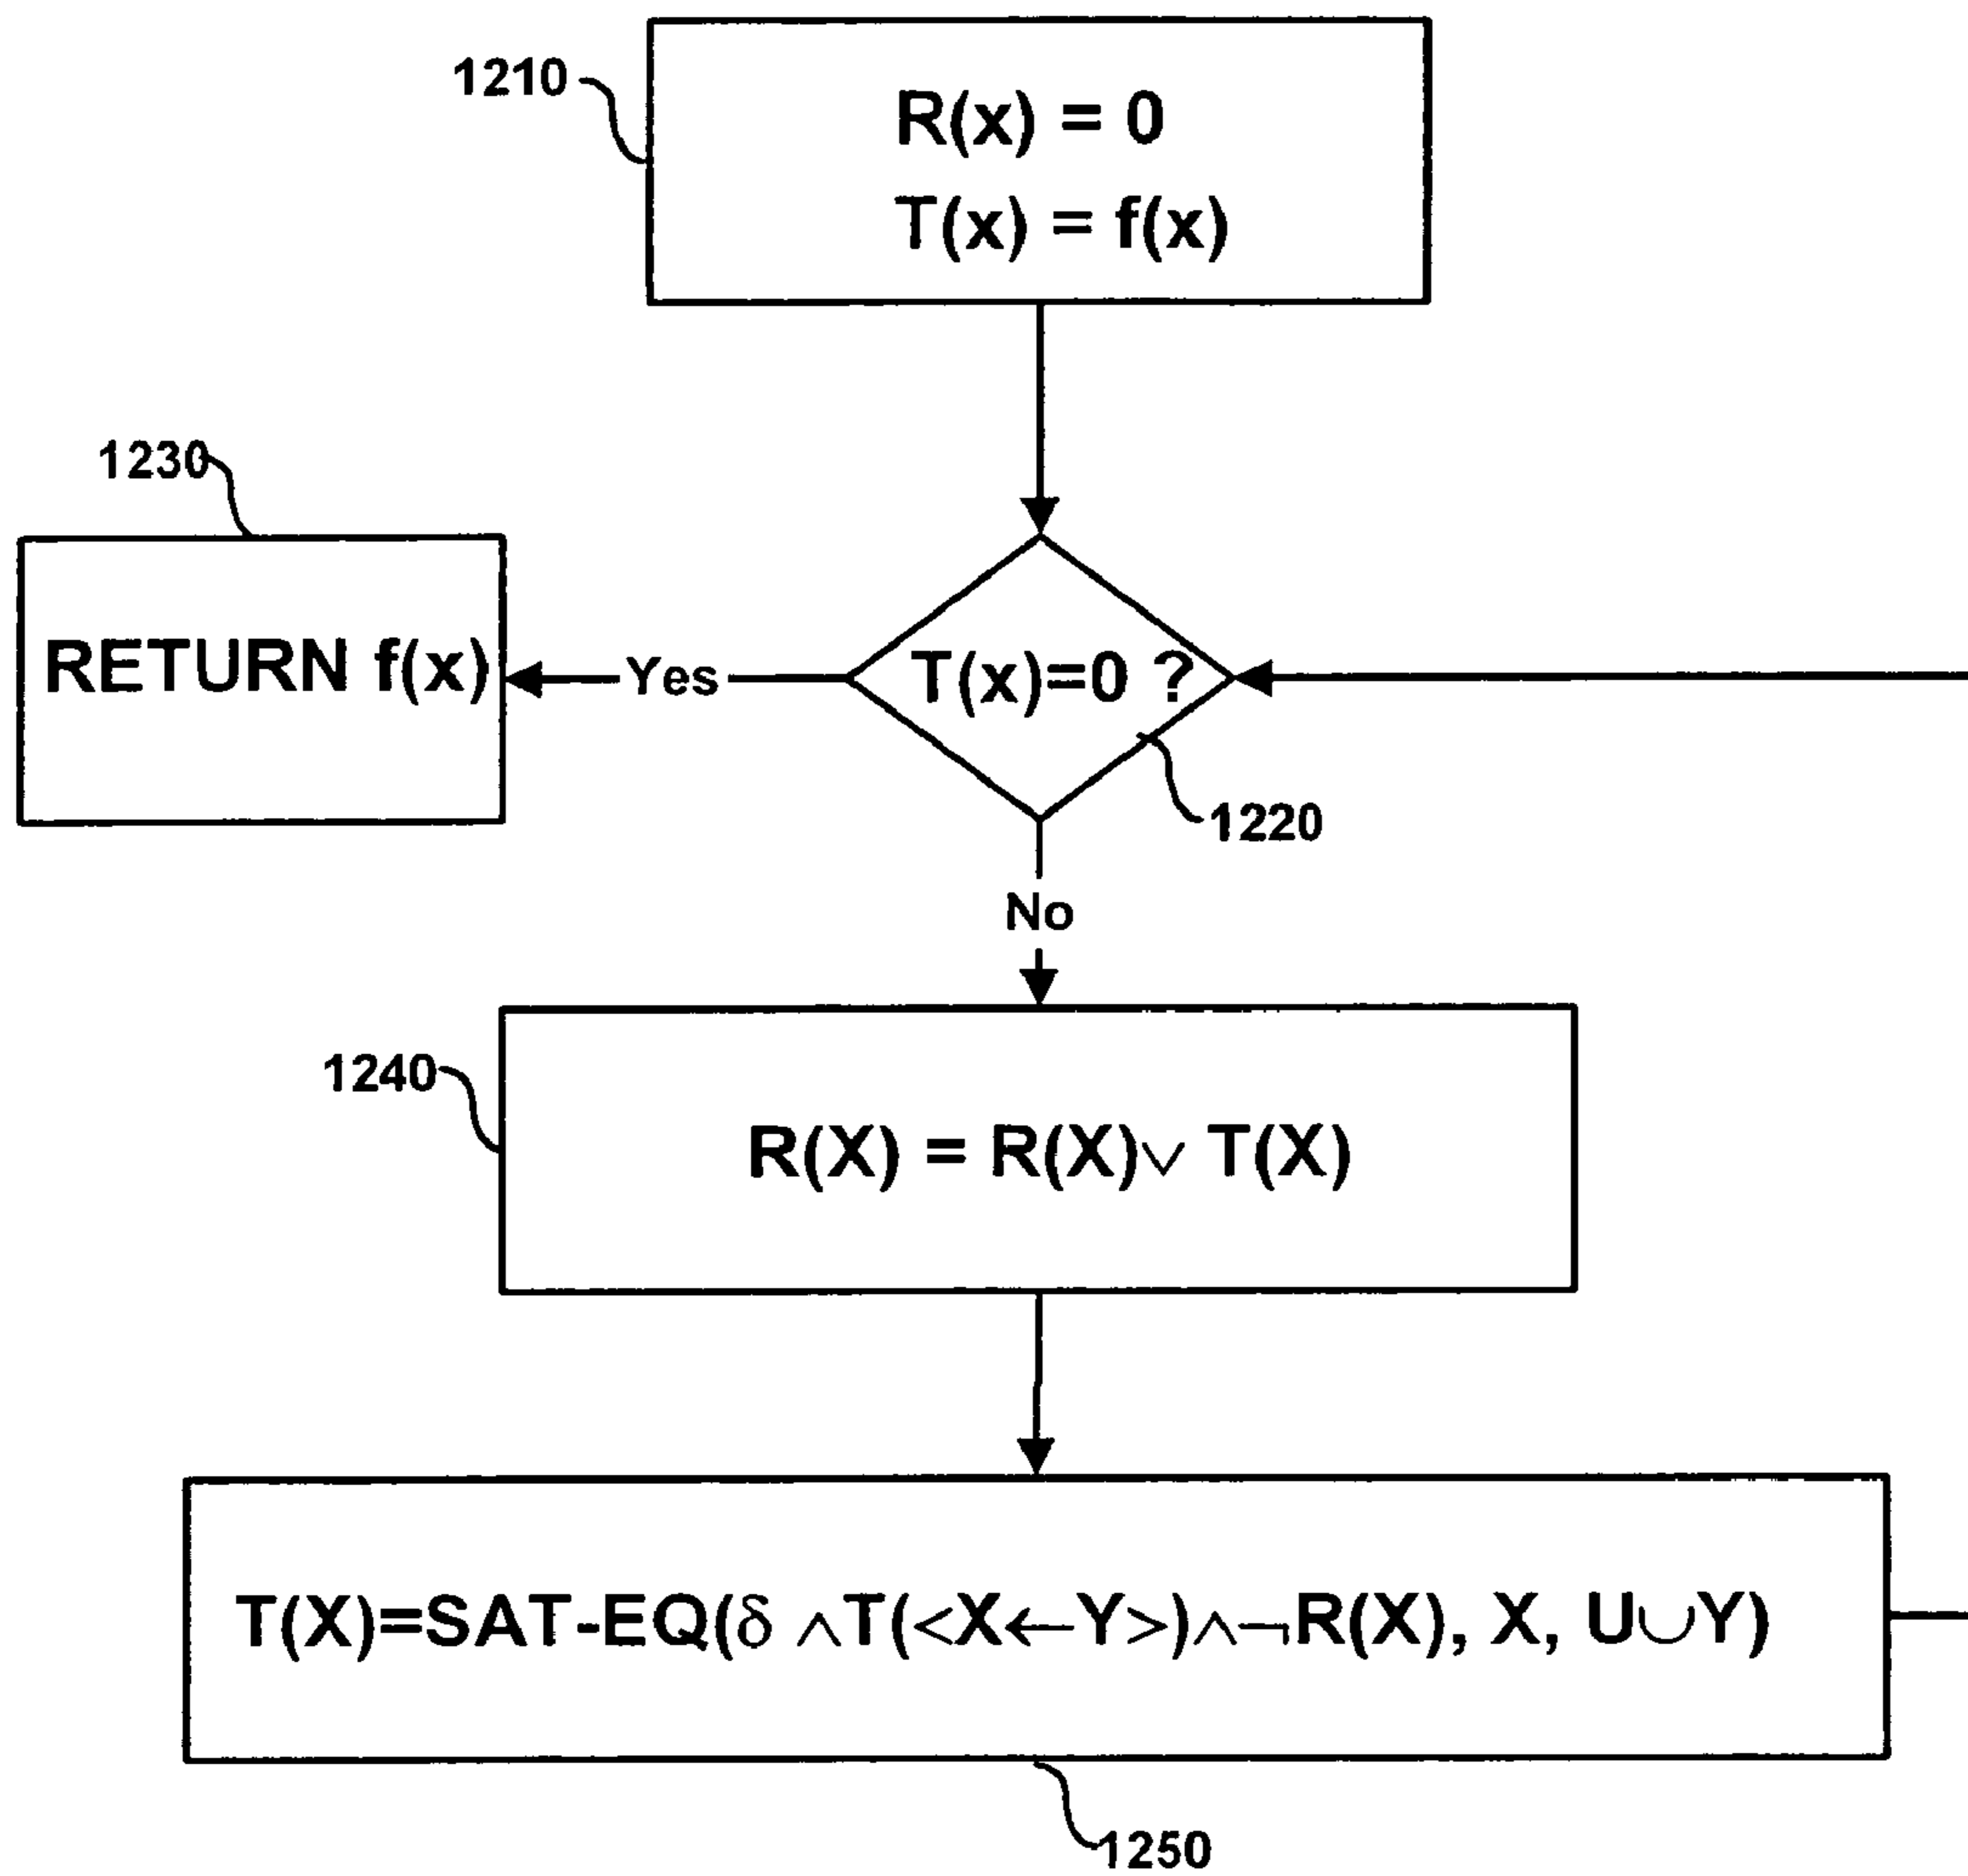 1210
R(x) = 0
T(x) = f(x)
1230
RETURN f(x)
Yes
T(x)=0 ?
1220
No
1240
R(X) = R(X)∨ T(X)
T(X)=SAT-EQ(δ ∧T(<X←Y>)∧¬R(X), X, U∪Y)
1250